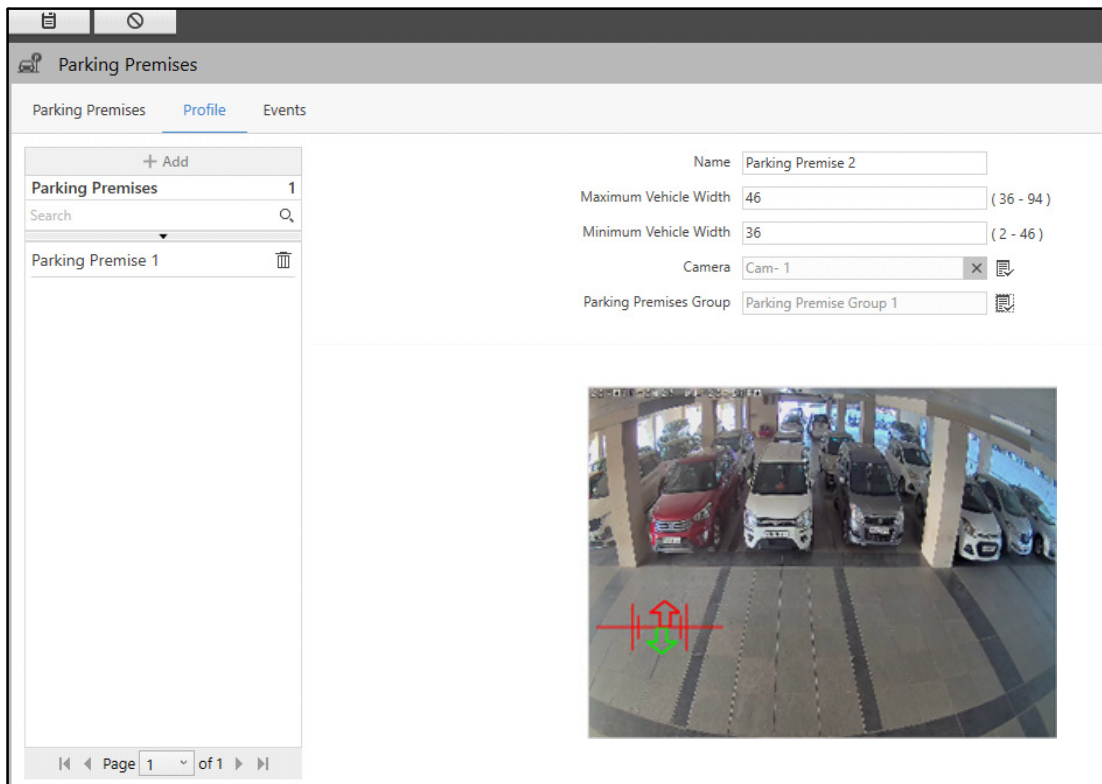 Parking Premises
Parking Premises Profile Events
+ Add
Parking Premises 1
Search
Parking Premise 1
Page 1 of 1
Name Parking Premise 2
Maximum Vehicle Width 46 ( 36 - 94 )
Minimum Vehicle Width 36 ( 2 - 46 )
Camera Cam- 1
Parking Premises Group Parking Premise Group 1